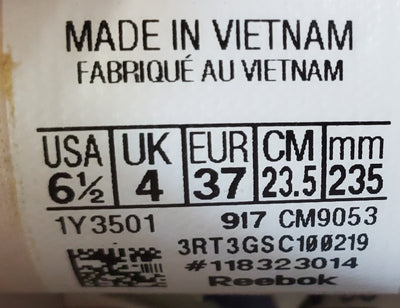 MADE IN VIETNAM
FABRIQUÉ AU VIETNAM
USA UK EUR CM mm
6½ 4 37 23.5 235
1Y3501 917 CM9053
3RT3GSC100219
#118323014
Reebok